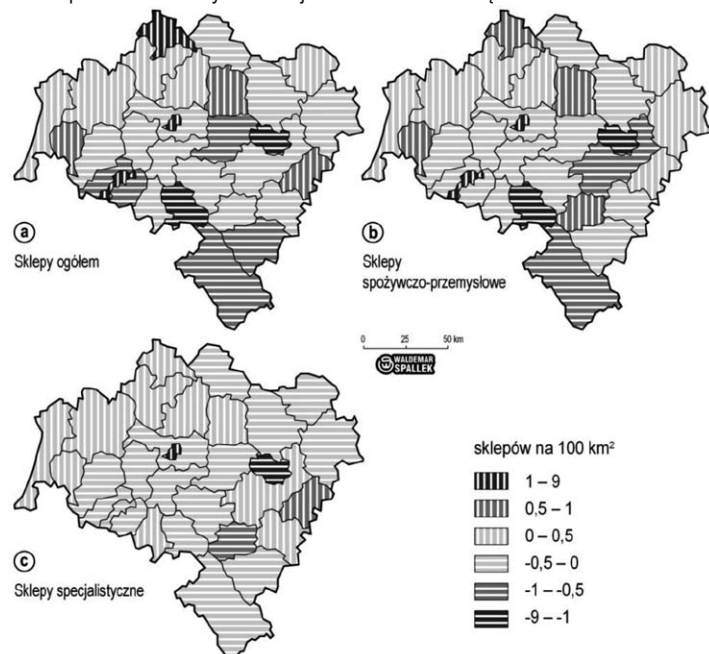 a
Sklepy ogółem
b
Sklepy
spożywczo-przemysłowe
0 25 50 km
WALDEMAR
SPALLEK
c
Sklepy specjalistyczne
sklepów na 100 km²
1 – 9
0,5 – 1
0 – 0,5
-0,5 – 0
-1 – -0,5
-9 – -1